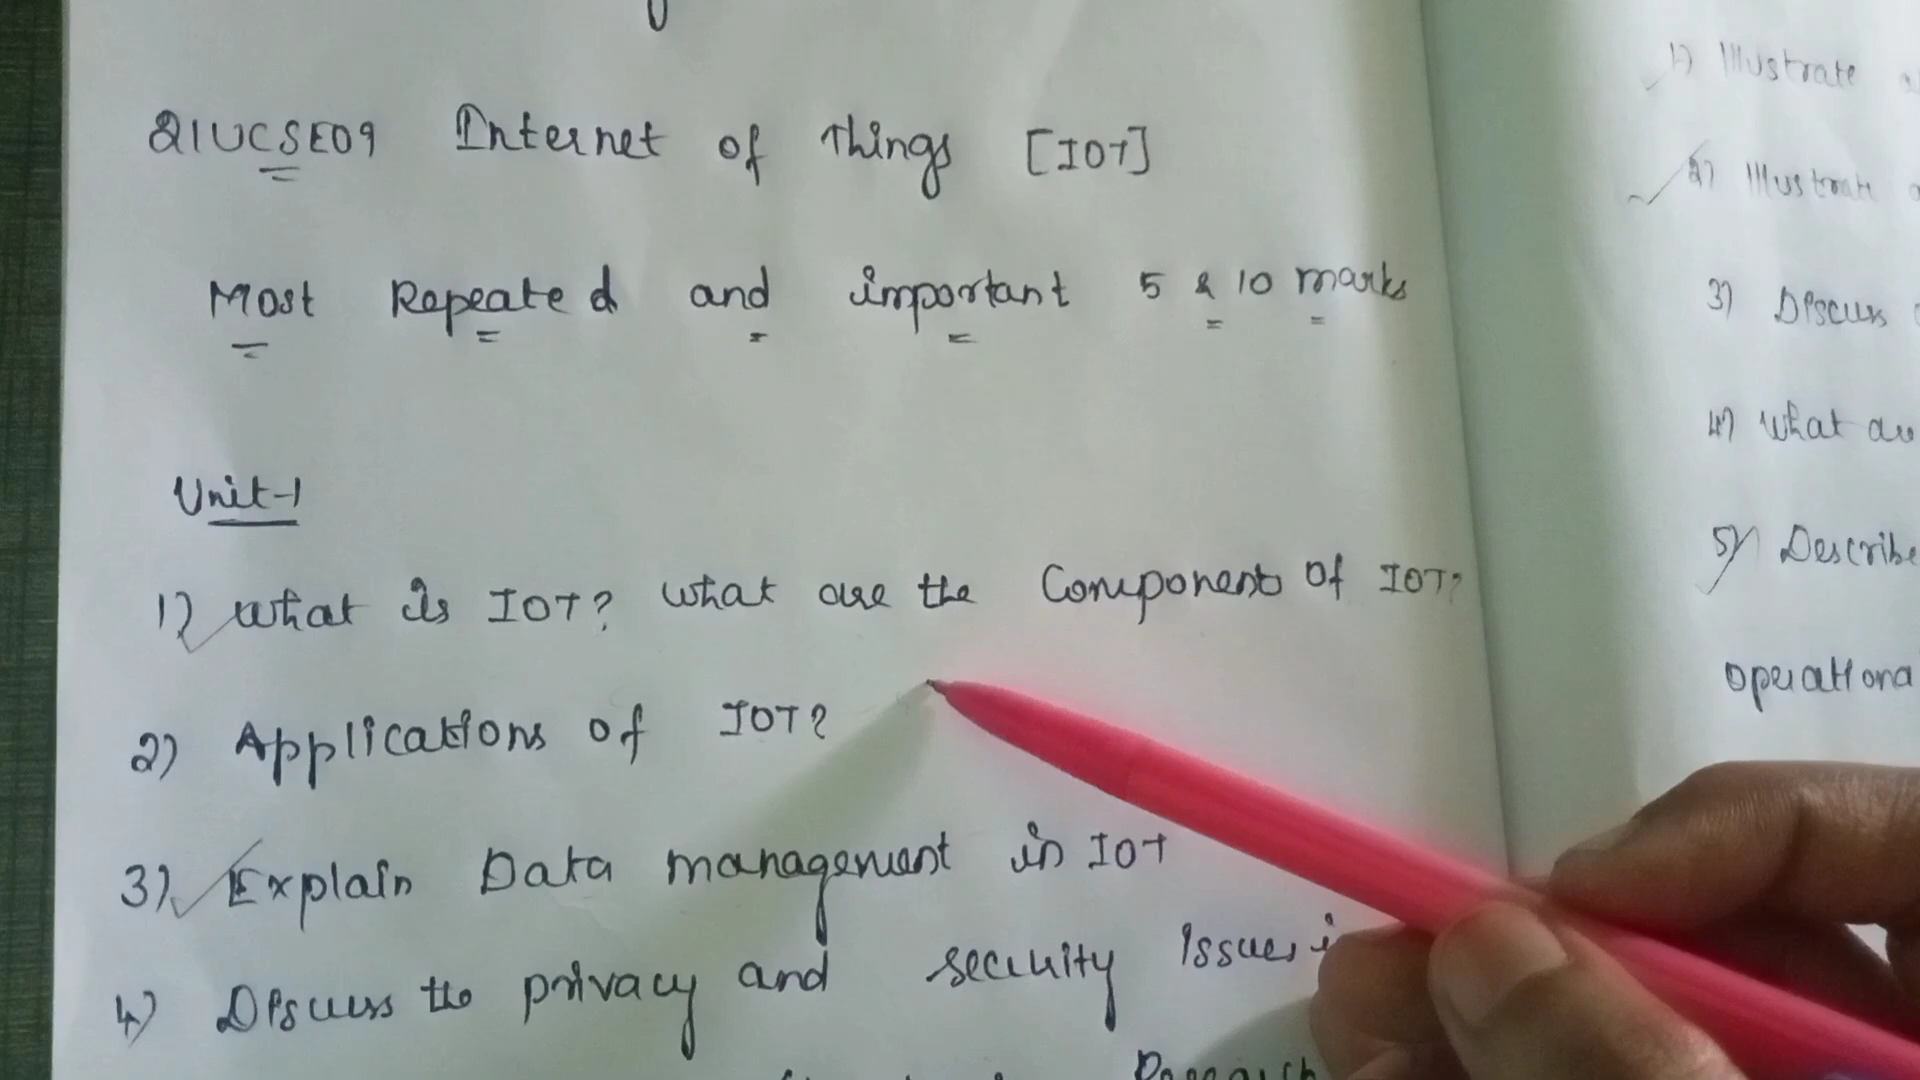 21UCSE09 Internet of Things [IOT]
Most Repeated and important 5 & 10 marks
Unit-1
1) What is IOT? What are the Component of IOT?
2) Applications of IOT?
3) Explain Data management in IOT
4) Discuss the privacy and security Issues i
Research
1) Illustrate
2) Illustrate
3) Discuss
4) What are
5) Describe
operationa